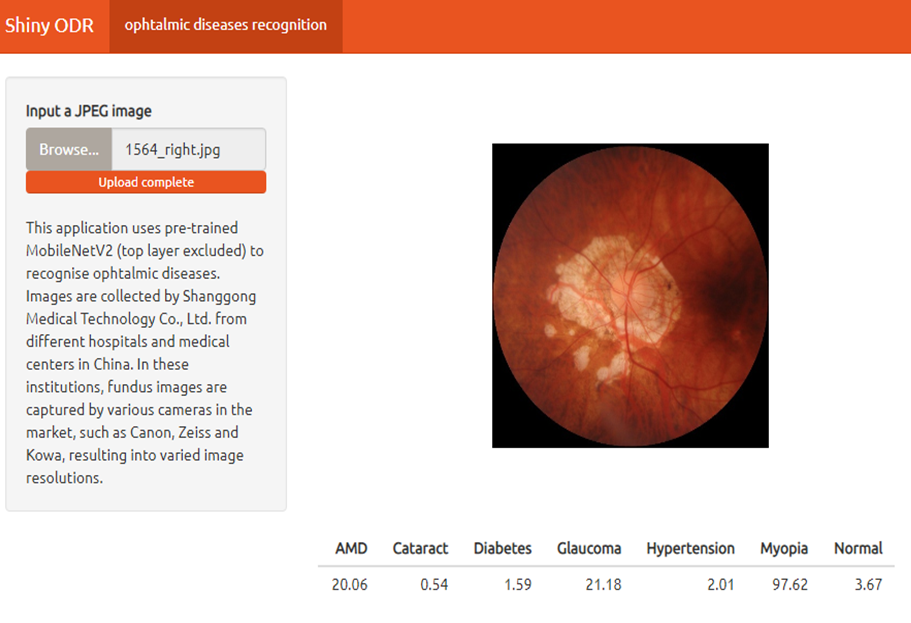 Shiny ODR ophtalmic diseases recognition
Input a JPEG image
Browse... 1564_right.jpg
Upload complete
This application uses pre-trained
MobileNetV2 (top layer excluded) to
recognise ophtalmic diseases.
Images are collected by Shanggong
Medical Technology Co., Ltd. from
different hospitals and medical
centers in China. In these
institutions, fundus images are
captured by various cameras in the
market, such as Canon, Zeiss and
Kowa, resulting into varied image
resolutions.
AMD Cataract Diabetes Glaucoma Hypertension Myopia Normal
20.06 0.54 1.59 21.18 2.01 97.62 3.67